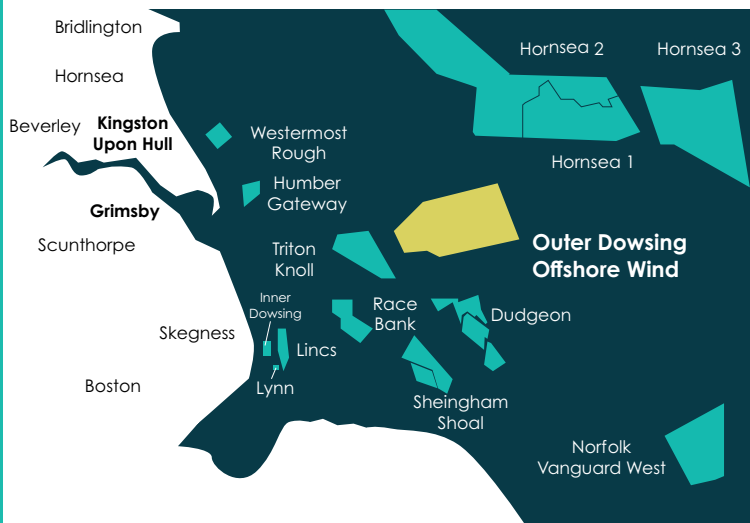 Bridlington
Hornsea 2
Hornsea 3
Hornsea
Beverley
Kingston
Upon Hull
Westermost
Rough
Hornsea 1
Humber
Gateway
Grimsby
Scunthorpe
Triton
Knoll
Outer Dowsing
Offshore Wind
Inner
Dowsing
Race
Bank
Dudgeon
Skegness
Lincs
Lynn
Boston
Sheingham
Shoal
Norfolk
Vanguard West